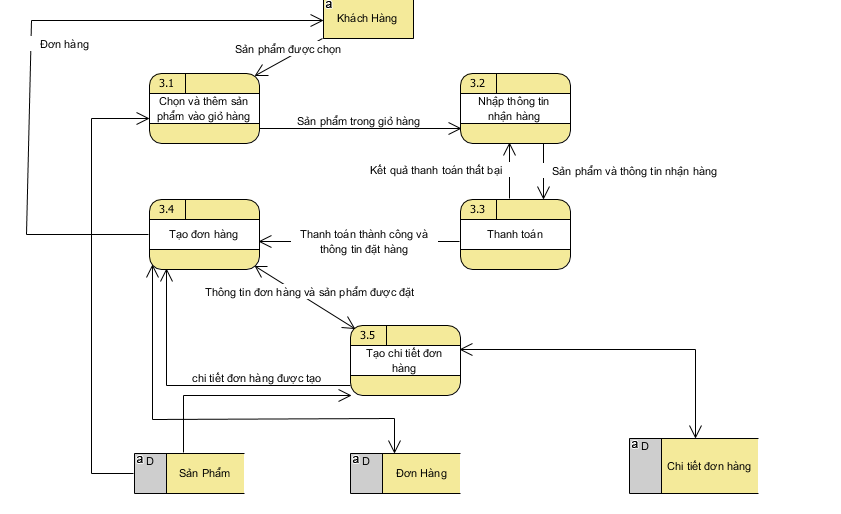 a
Khách Hàng
Đơn hàng
Sản phẩm được chọn
3.1
Chọn và thêm sản
phẩm vào giỏ hàng
3.2
Nhập thông tin
nhận hàng
Sản phẩm trong giỏ hàng
Kết quả thanh toán thất bại
Sản phẩm và thông tin nhận hàng
3.4
Tạo đơn hàng
Thanh toán thành công và
thông tin đặt hàng
3.3
Thanh toán
Thông tin đơn hàng và sản phẩm được đặt
3.5
Tạo chi tiết đơn
hàng
chi tiết đơn hàng được tạo
a D
Sản Phẩm
a D
Đơn Hàng
a D
Chi tiết đơn hàng